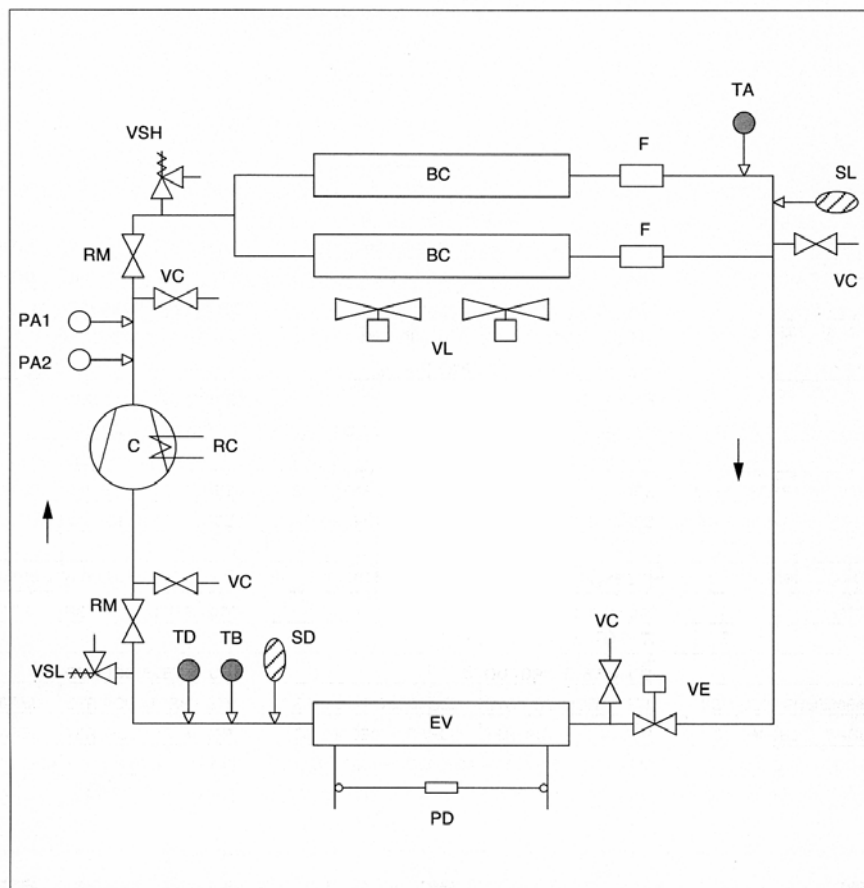 TA
VSH
F
SL
BC
F
RM
BC
VC
VC
PA1
VL
PA2
C
RC
VC
RM
VC
TD
TB
SD
VSL
VE
EV
PD